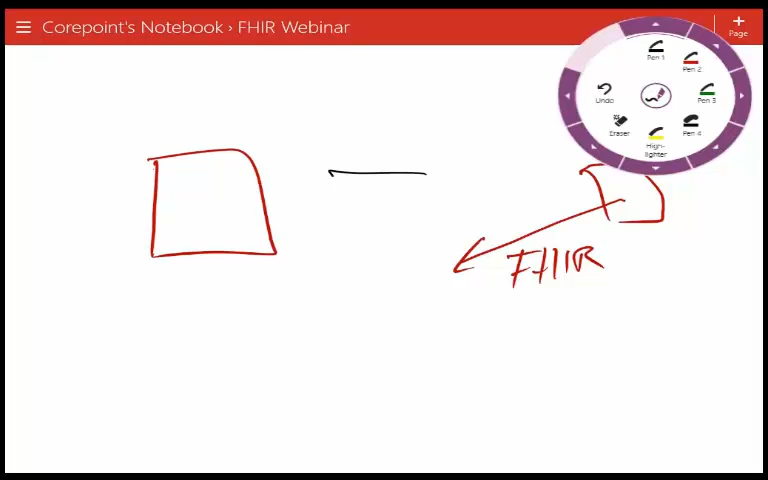 Corepoint's Notebook › FHIR Webinar
Page
Pen 1
Pen 2
Undo
Pen 3
Eraser
Pen 4
High-
lighter
FHIR